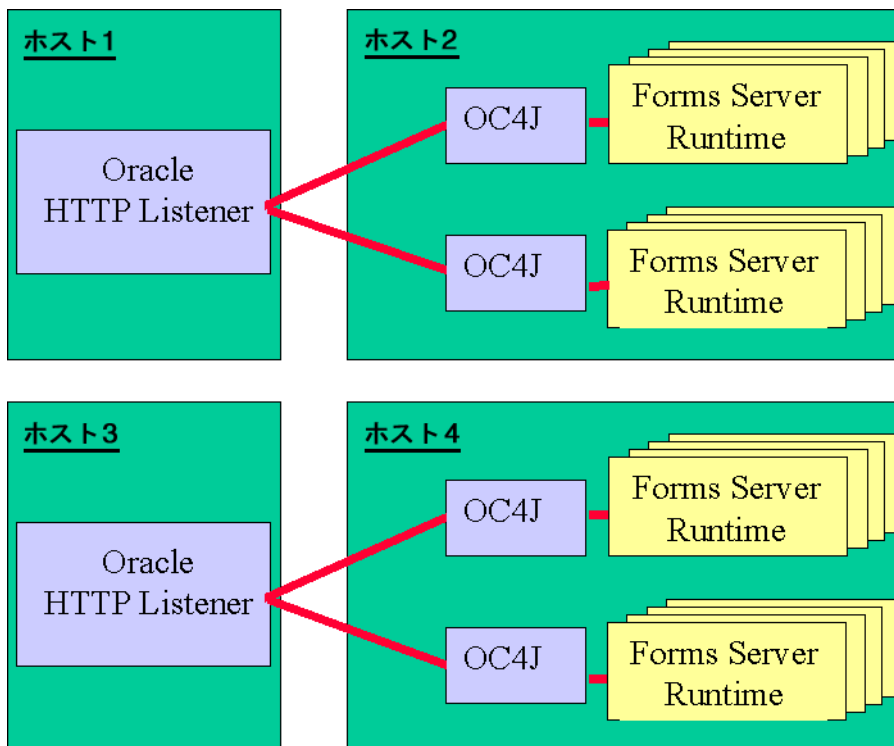 ホスト1
ホスト2
Oracle
HTTP Listener
OC4J
Forms Server
Runtime
OC4J
Forms Server
Runtime
ホスト3
ホスト4
Oracle
HTTP Listener
OC4J
Forms Server
Runtime
OC4J
Forms Server
Runtime